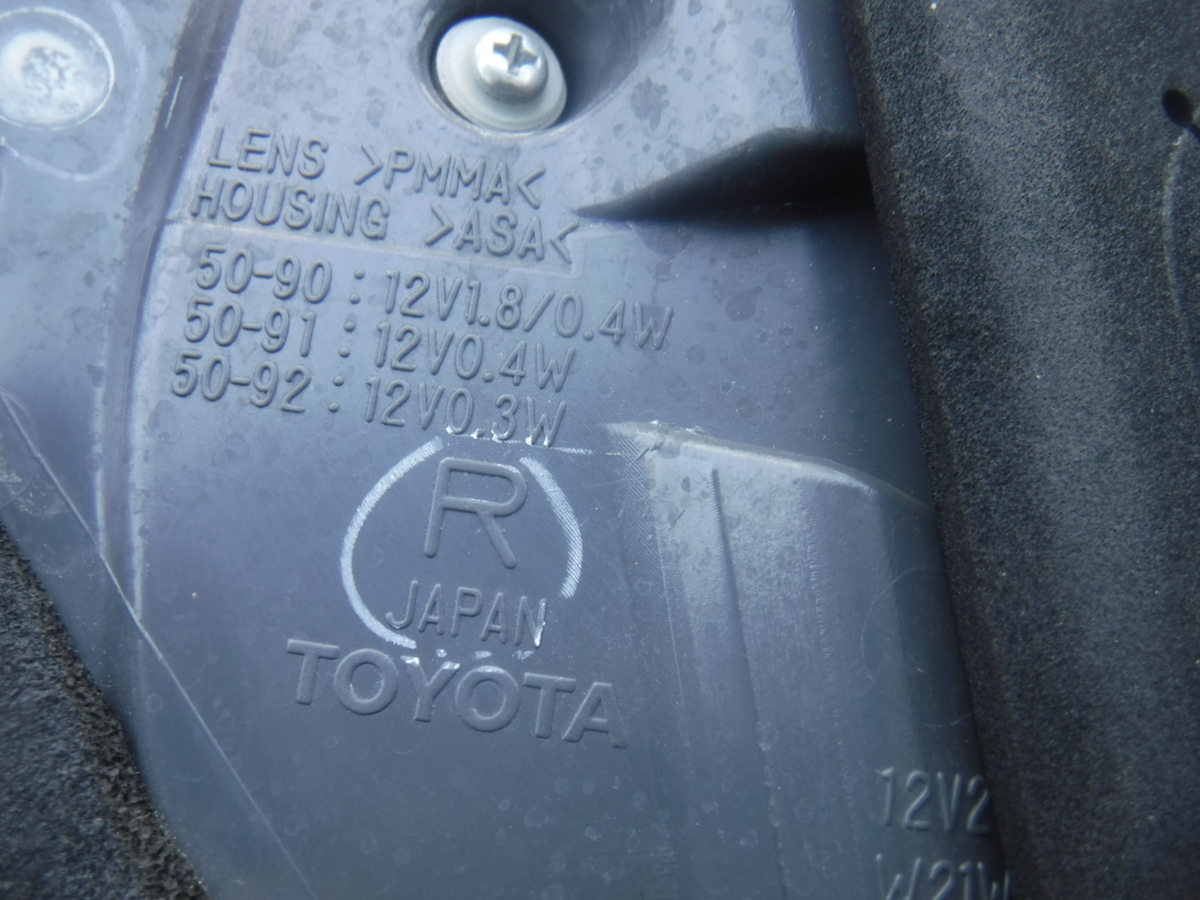 LENS >PMMA<
HOUSING >ASA<
50-90 : 12V1.8/0.4W
50-91 : 12V0.4W
50-92 : 12V0.3W
R
JAPAN
TOYOTA
12V2
W21W